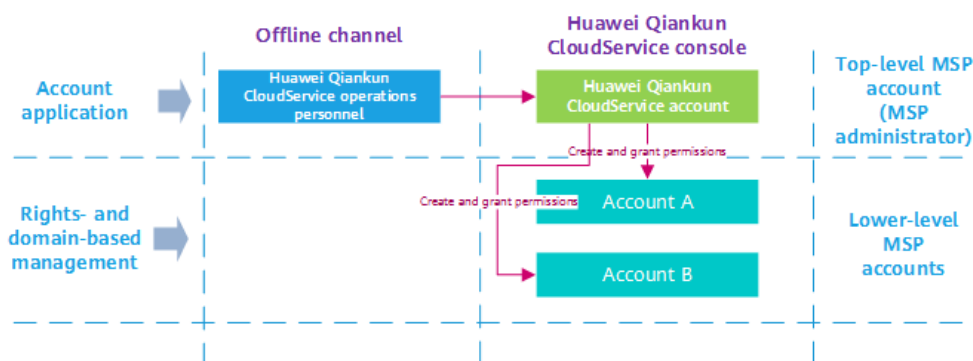 Offline channel
Huawei Qiankun
CloudService console
Account
application
Huawei Qiankun
CloudService operations
personnel
Huawei Qiankun
CloudService account
Top-level MSP
account
(MSP
administrator)
Create and grant permissions
Rights- and
domain-based
management
Create and grant permissions
Account A
Account B
Lower-level
MSP
accounts